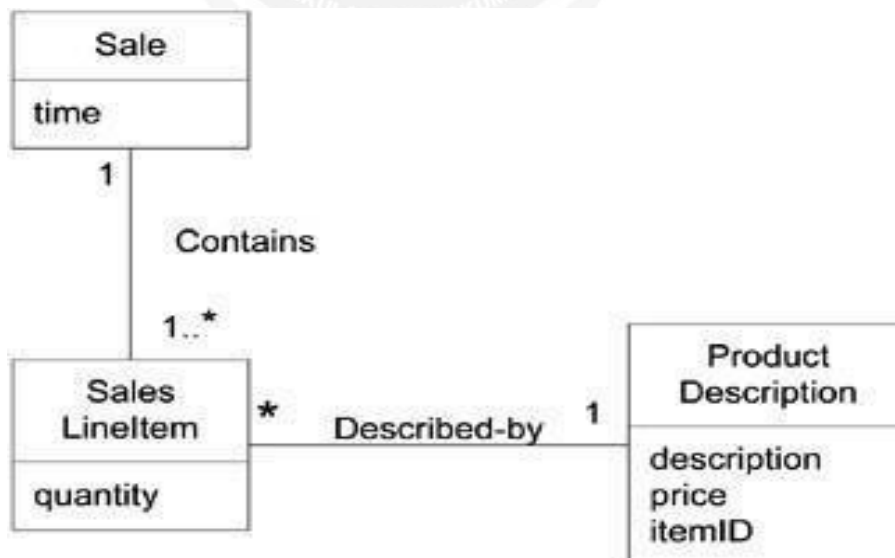 Sale
time
1
Contains
1..*
Sales
LineItem
quantity
*
Described-by
1
Product
Description
description
price
itemID